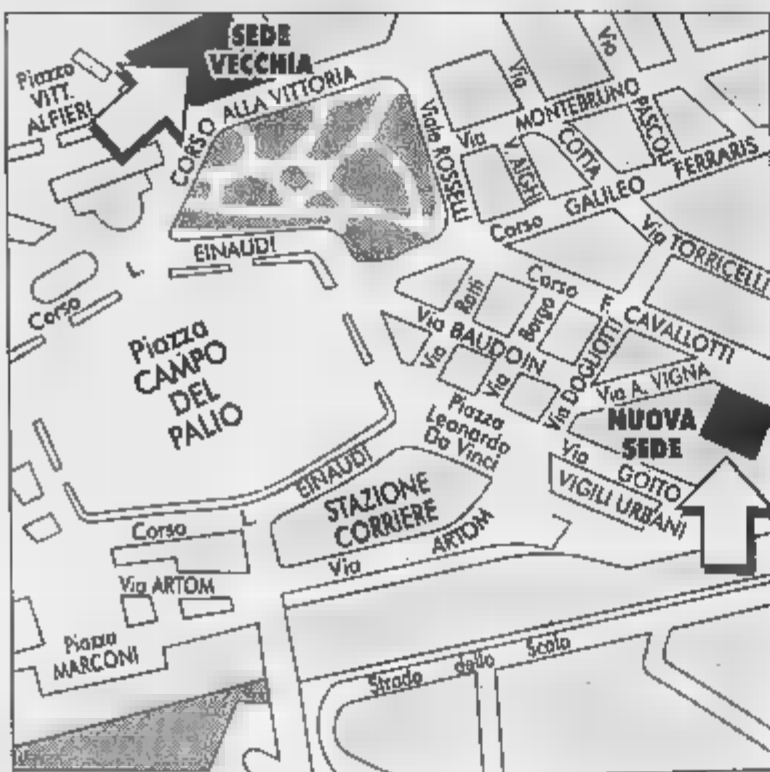 SEDE
VECCHIA
Piazza
VITT.
ALFIERI
CORSO ALLA VITTORIA
Viale ROSSELLI
Via
Via
Via MONTEBRUNO
PASCOLI
COTTA
V. AIGHI
Corso GALILEO FERRARIS
Via TORRICELLI
EINAUDI
L.
Corso
Corso F. CAVALLOTTI
Ratti
Borgo
Via BAUDOIN
Via
Via
Via DOGLIOTTI
Via A. VIGNA
Piazza
CAMPO
DEL
PALIO
Piazza
Leonardo
Da Vinci
NUOVA
SEDE
Via GOITO
VIGILI URBANI
EINAUDI
L.
Corso
STAZIONE
CORRIERE
Via ARTOM
Via ARTOM
Piazza
MARCONI
Strada dello Scalo